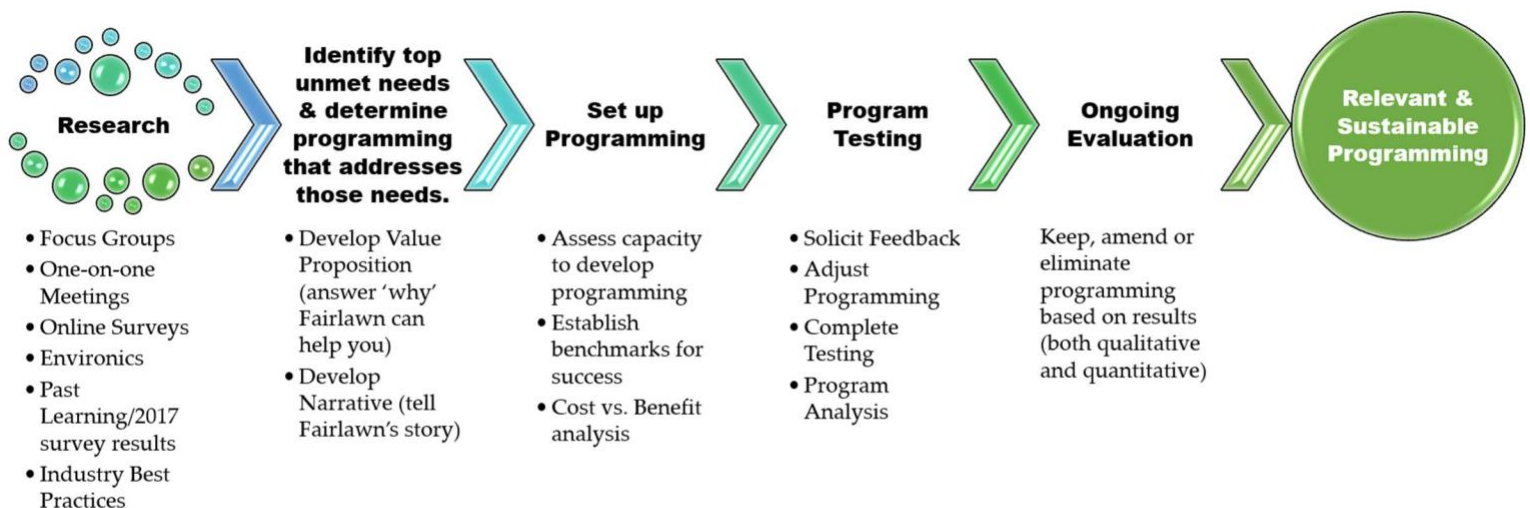 Research
• Focus Groups
• One-on-one
Meetings
• Online Surveys
• Environics
• Past
Learning/2017
survey results
• Industry Best
Practices
Identify top
unmet needs
& determine
programming
that addresses
those needs.
• Develop Value
Proposition
(answer ‘why’
Fairlawn can
help you)
• Develop
Narrative (tell
Fairlawn’s story)
Set up
Programming
• Assess capacity
to develop
programming
• Establish
benchmarks for
success
• Cost vs. Benefit
analysis
Program
Testing
• Solicit Feedback
• Adjust
Programming
• Complete
Testing
• Program
Analysis
Ongoing
Evaluation
Keep, amend or
eliminate
programming
based on results
(both qualitative
and quantitative)
Relevant &
Sustainable
Programming